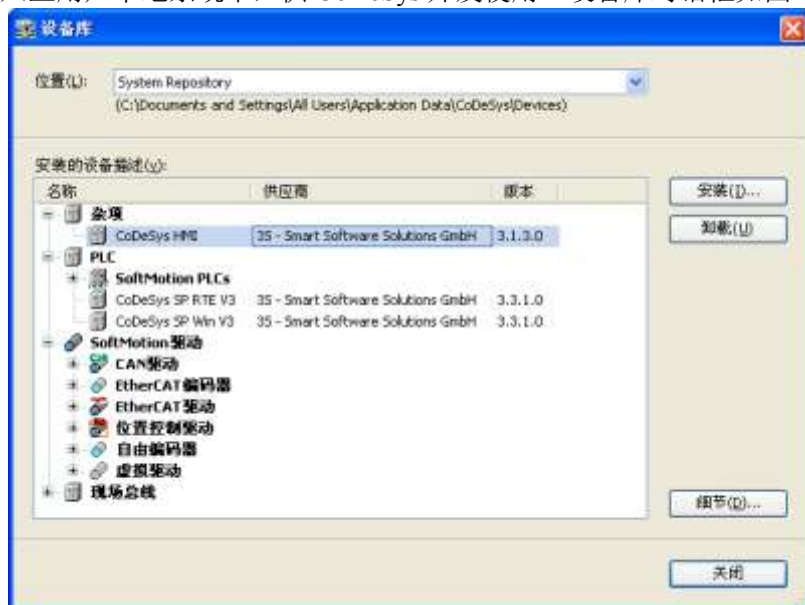 设备库
位置(L): System Repository
(C:\Documents and Settings\All Users\Application Data\CoDeSys\Devices)
安装的设备描述(v):
名称 供应商 版本
安装(I)...
杂项
卸载(U)
CoDeSys HMI 3S - Smart Software Solutions GmbH 3.1.3.0
PLC
SoftMotion PLCs
CoDeSys SP RTE V3 3S - Smart Software Solutions GmbH 3.3.1.0
CoDeSys SP Win V3 3S - Smart Software Solutions GmbH 3.3.1.0
SoftMotion驱动
CAN驱动
EtherCAT编码器
EtherCAT驱动
位置控制驱动
自由编码器
虚拟驱动
现场总线
细节(D)...
关闭